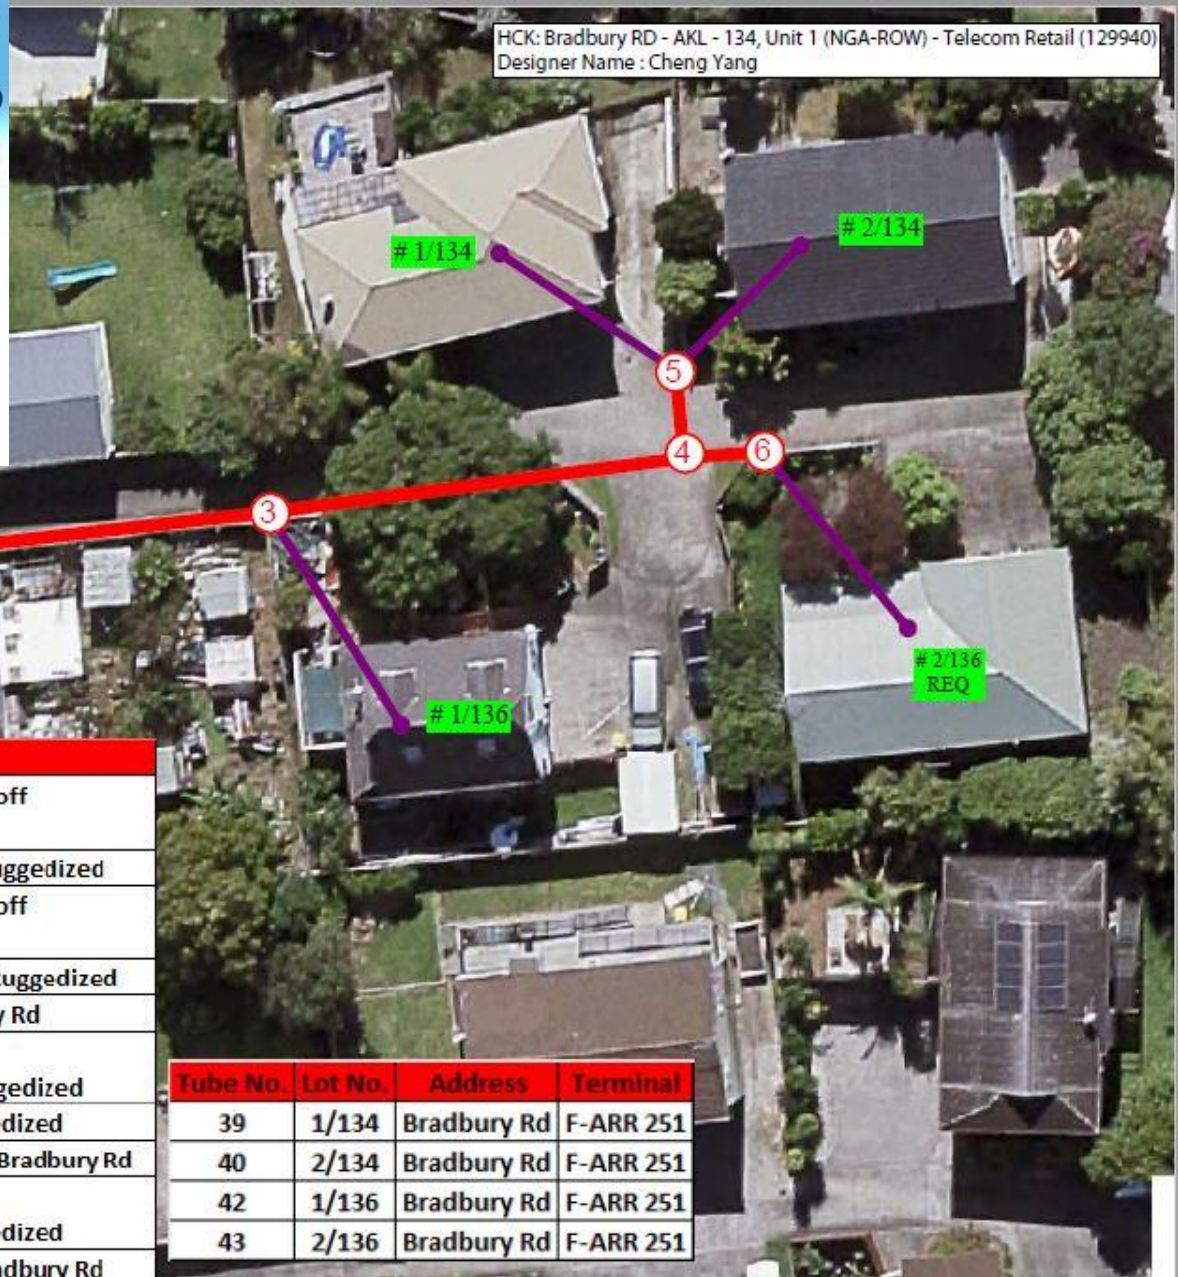 HCK: Bradbury RD - AKL - 134, Unit 1 (NGA-ROW) - Telecom Retail (129940)
Designer Name : Cheng Yang
# 1/134
# 2/134
5
4
6
3
# 2/136
REQ
# 1/136
off
uggedized
off
Ruggedized
y Rd
ggedized
dized
Bradbury Rd
dized
dbury Rd
Tube No. Lot No. Address Terminal
39 1/134 Bradbury Rd F-ARR 251
40 2/134 Bradbury Rd F-ARR 251
42 1/136 Bradbury Rd F-ARR 251
43 2/136 Bradbury Rd F-ARR 251